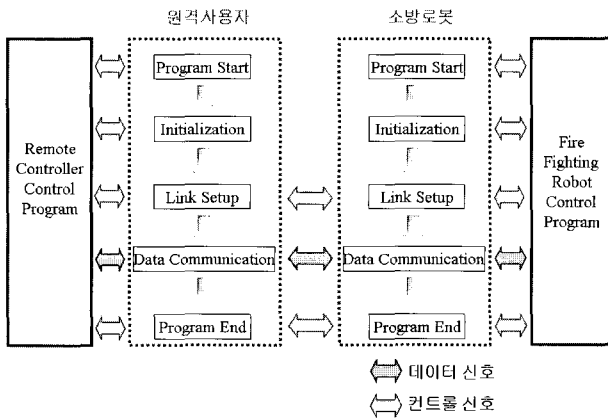 원격사용자
소방로봇
Remote
Controller
Control
Program
Program Start
Initialization
Link Setup
Data Communication
Program End
Program Start
Initialization
Link Setup
Data Communication
Program End
Fire
Fighting
Robot
Control
Program
데이터 신호
컨트롤 신호